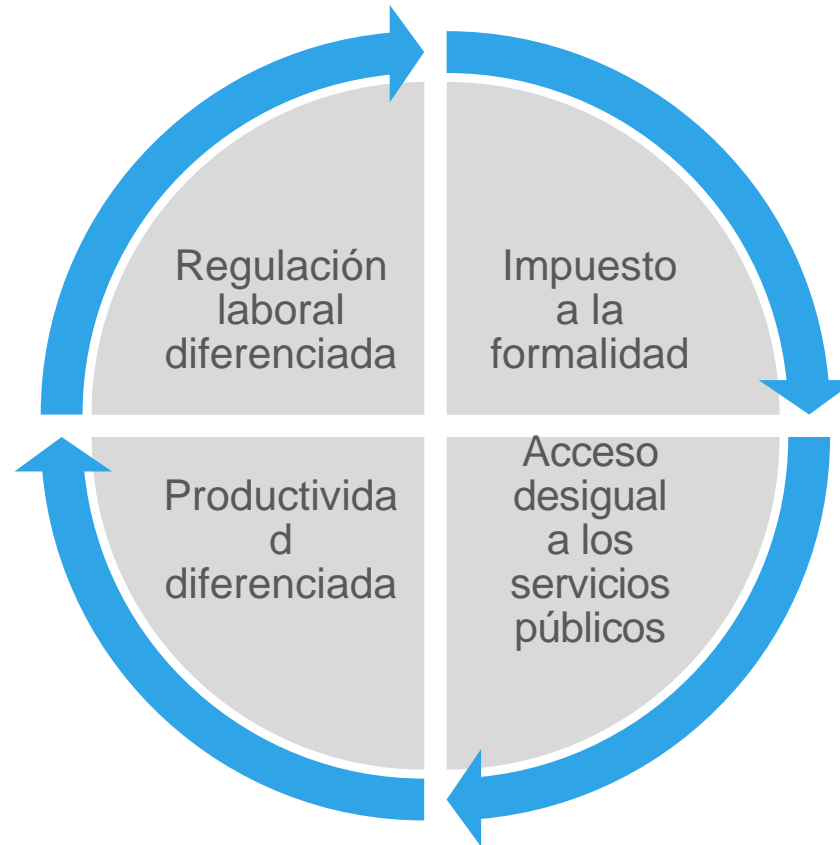 Regulación
laboral
diferenciada
Impuesto
a la
formalidad
Productivida
d
diferenciada
Acceso
desigual
a los
servicios
públicos